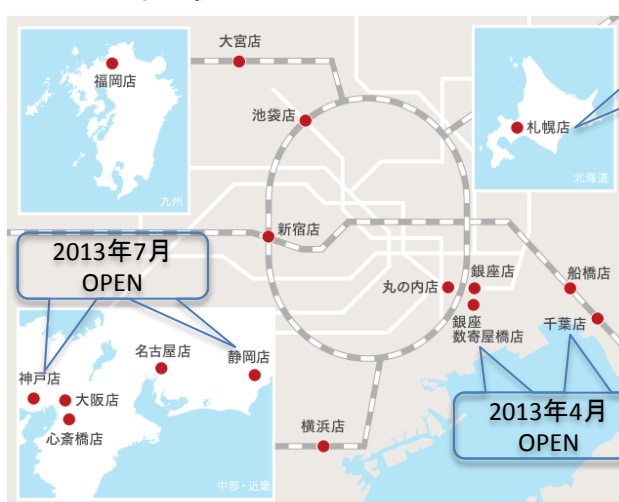 大宮店
福岡店
九州
池袋店
札幌店
北海道
新宿店
2013年7月
OPEN
丸の内店
銀座店
船橋店
銀座
数寄屋橋店
千葉店
名古屋店
静岡店
神戸店
大阪店
心斎橋店
中部・近畿
横浜店
2013年4月
OPEN